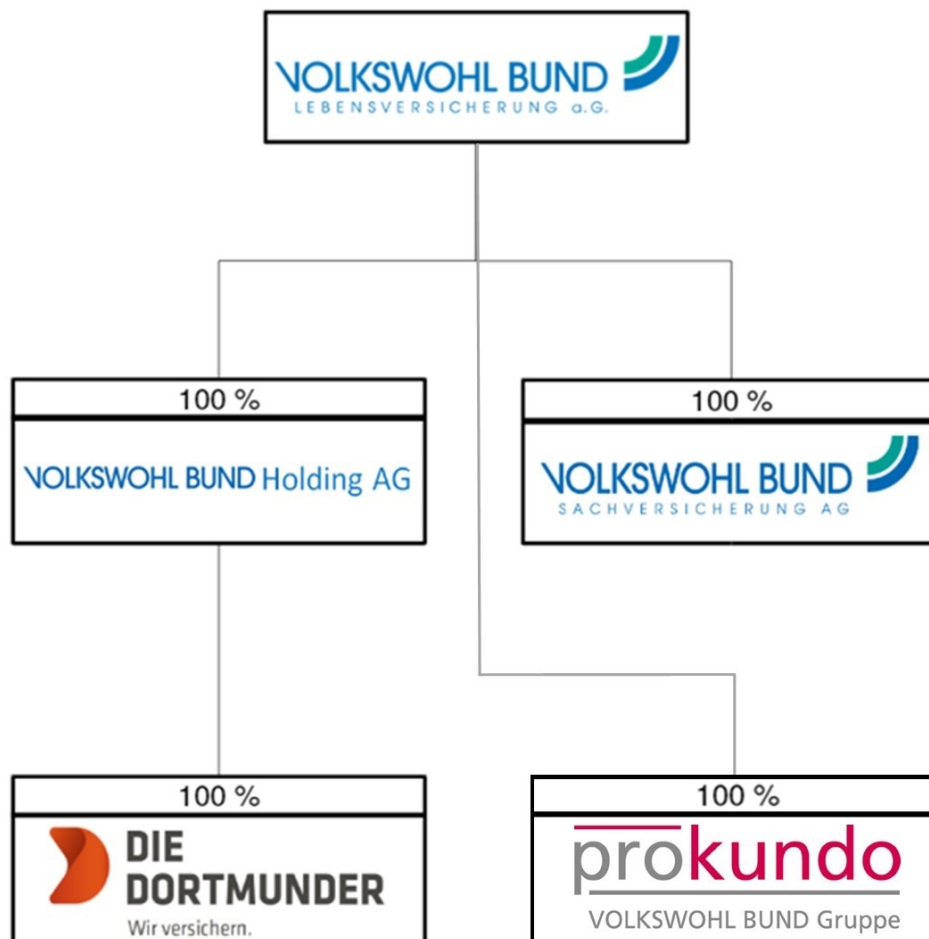 VOLKSWOHL BUND
LEBENSVERSICHERUNG a.G.
100 %
VOLKSWOHL BUND Holding AG
100 %
VOLKSWOHL BUND
SACHVERSICHERUNG AG
100 %
DIE
DORTMUNDER
Wir versichern.
100 %
prokundo
VOLKSWOHL BUND Gruppe